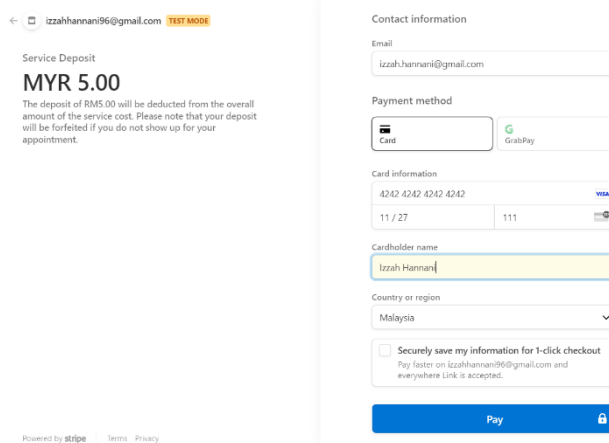 izzahhannani96@gmail.com TEST MODE
Service Deposit
MYR 5.00
The deposit of RM5.00 will be deducted from the overall
amount of the service cost. Please note that your deposit
will be forfeited if you do not show up for your
appointment.
Powered by stripe Terms Privacy
Contact information
Email
izzah.hannani@gmail.com
Payment method
Card
GrabPay
Card information
4242 4242 4242 4242
VISA
11 / 27
111
Cardholder name
Izzah Hannani
Country or region
Malaysia
Securely save my information for 1-click checkout
Pay faster on izzahhannani96@gmail.com and
everywhere Link is accepted.
Pay